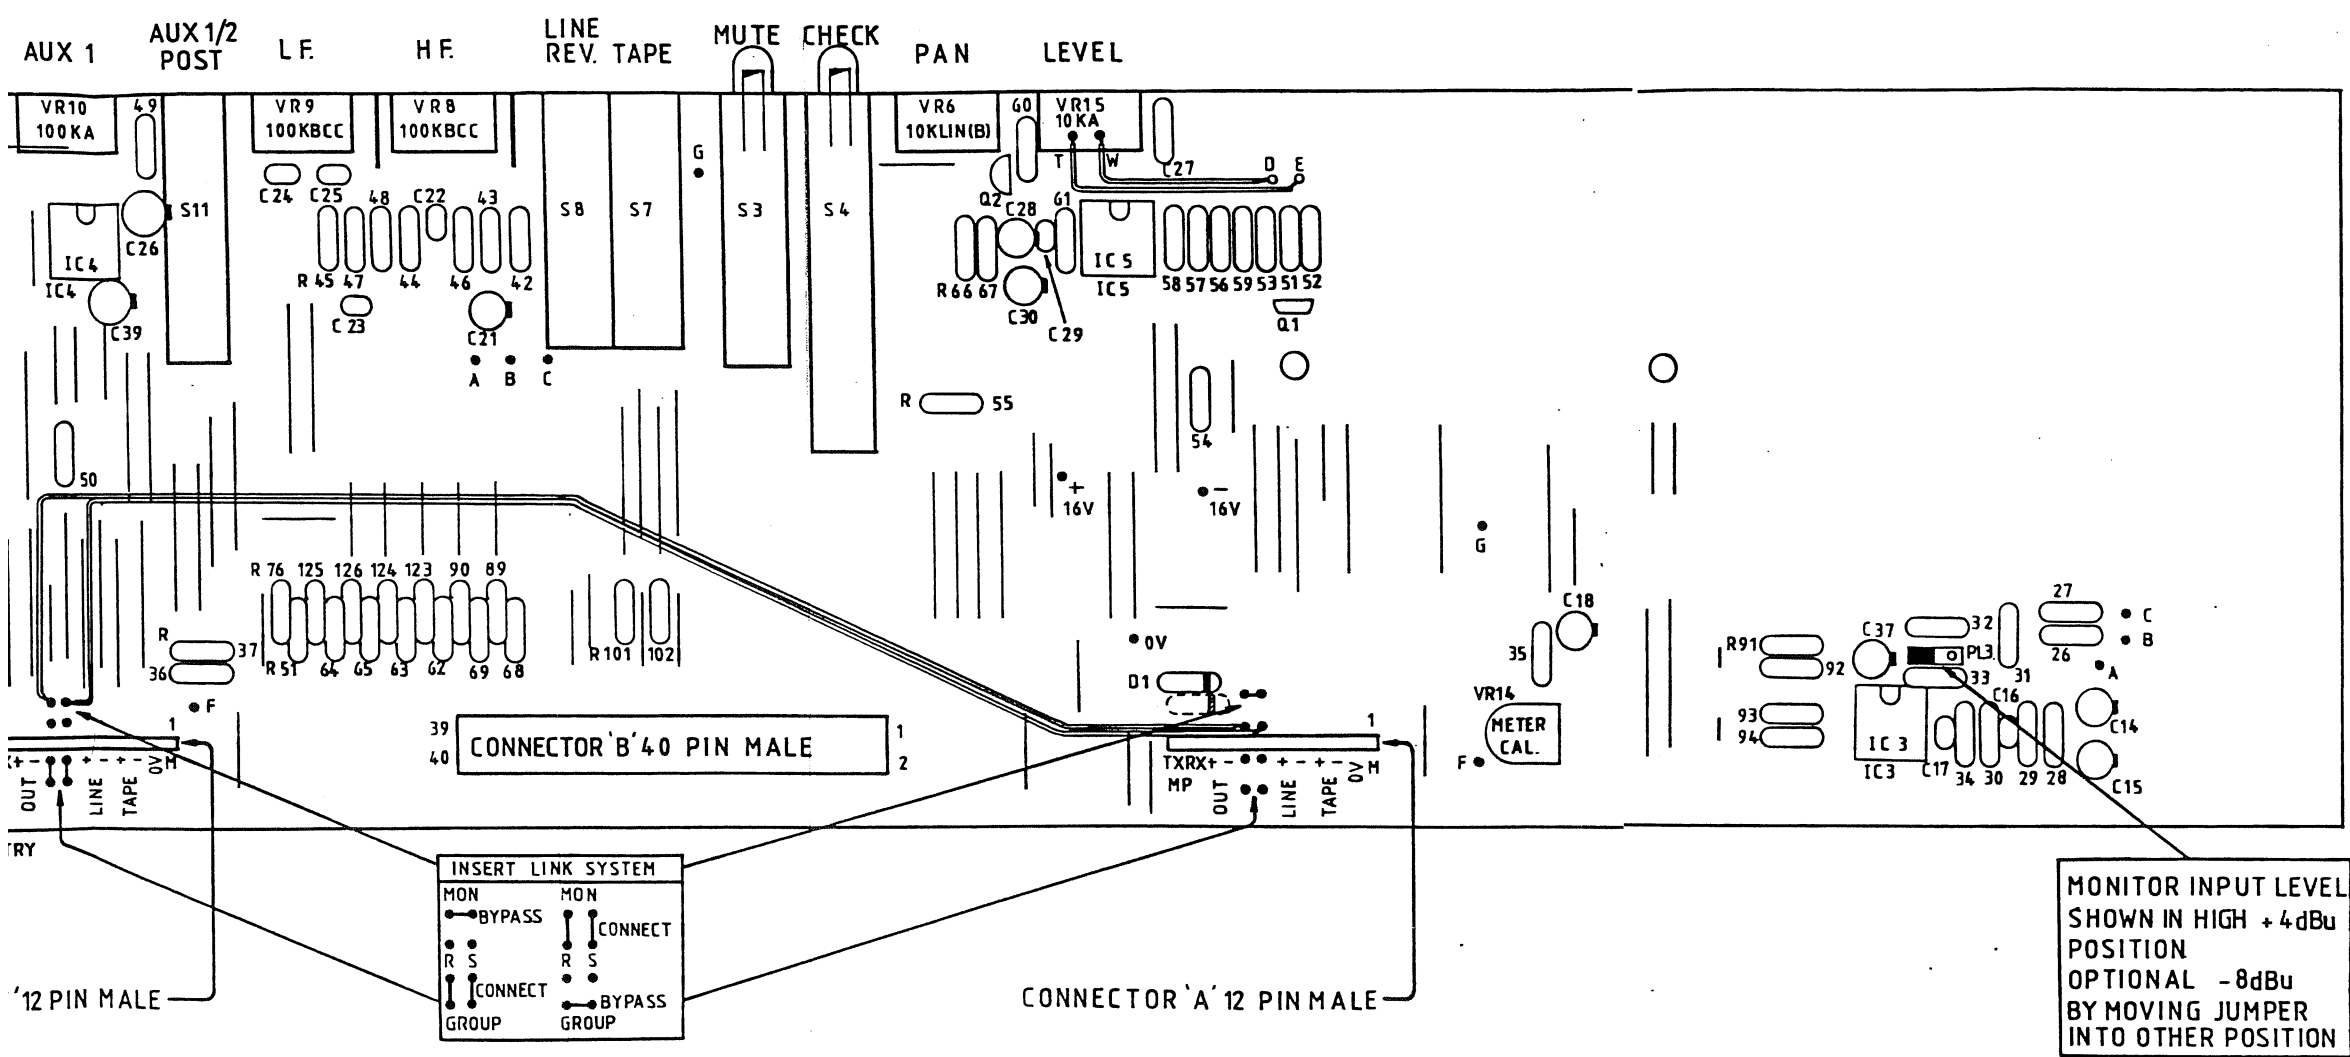 AUX 1
AUX 1/2
POST
L F.
H F.
LINE
REV. TAPE
MUTE
CHECK
PAN
LEVEL
VR10
100KA
49
VR9
100KBCC
VR8
100KBCC
VR6
10KLIN(B)
60
VR15
10KA
T
W
C27
D
E
G
C24
C25
48
C22
43
S11
S8
S7
S3
S4
Q2
C28
61
IC4
IC4
C26
C39
R 45
47
44
46
42
C 23
C21
A
B
C
R66
67
C30
C29
IC5
IC5
58
57
56
59
53
51
52
Q1
R
55
54
50
+
16V
-
16V
G
R 76
125
126
124
123
90
89
R
37
36
R51
64
65
63
62
69
68
R101
102
F
0V
D1
C18
35
VR14
METER
CAL.
F
27
C
B
26
A
32
C37
R91
92
PL3.
33
31
C16
93
94
IC 3
IC3
C17
34
30
29
28
C14
C15
39
40
CONNECTOR 'B' 40 PIN MALE
1
2
1
+ - + - + -
OUT
LINE
TAPE
0V
M
1
TXRX+ - + - + -
MP
OUT
LINE
TAPE
0V
M
TRY
INSERT LINK SYSTEM
MON
MON
BYPASS
CONNECT
R S
R S
CONNECT
BYPASS
GROUP
GROUP
'12 PIN MALE
CONNECTOR 'A' 12 PIN MALE
MONITOR INPUT LEVEL
SHOWN IN HIGH +4dBu
POSITION
OPTIONAL -8dBu
BY MOVING JUMPER
INTO OTHER POSITION